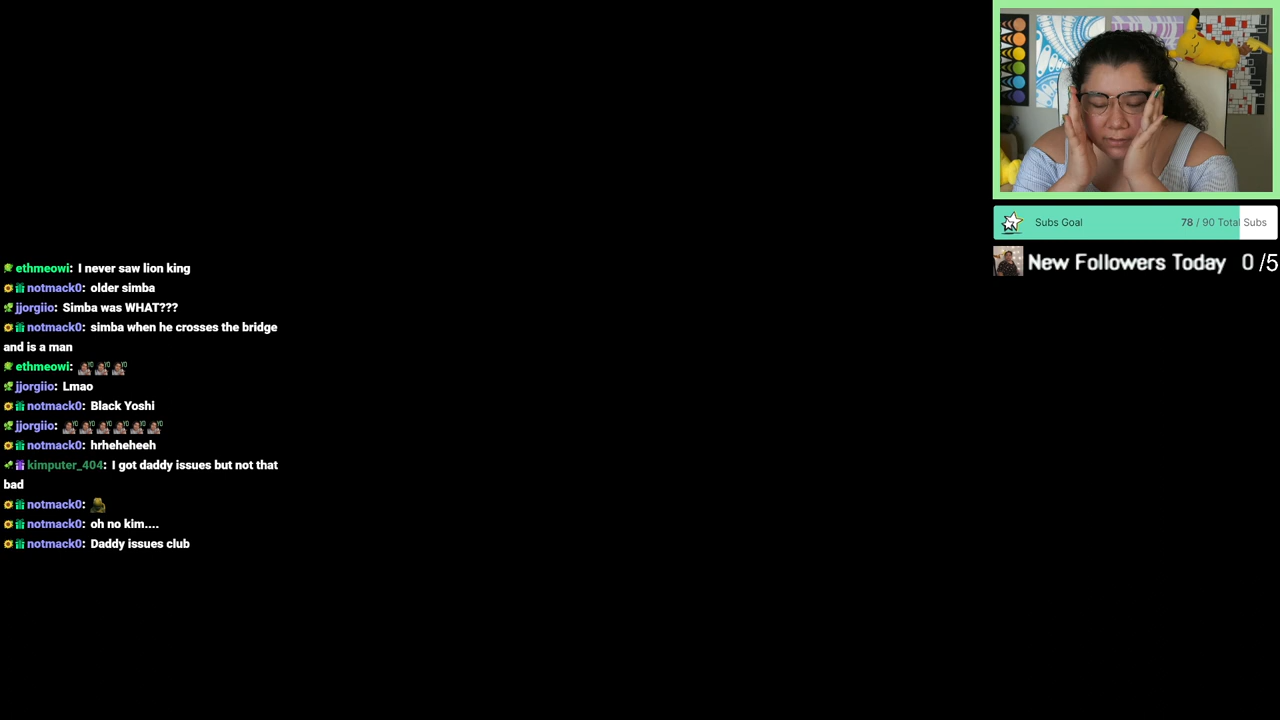 Subs Goal
78 / 90 Total Subs
New Followers Today 0 /5
ethmeowi: I never saw lion king
notmack0: older simba
jjorgiio: Simba was WHAT???
notmack0: simba when he crosses the bridge
and is a man
ethmeowi:
jjorgiio: Lmao
notmack0: Black Yoshi
jjorgiio:
notmack0: hrheheheeh
kimputer_404: I got daddy issues but not that
bad
notmack0:
notmack0: oh no kim....
notmack0: Daddy issues club